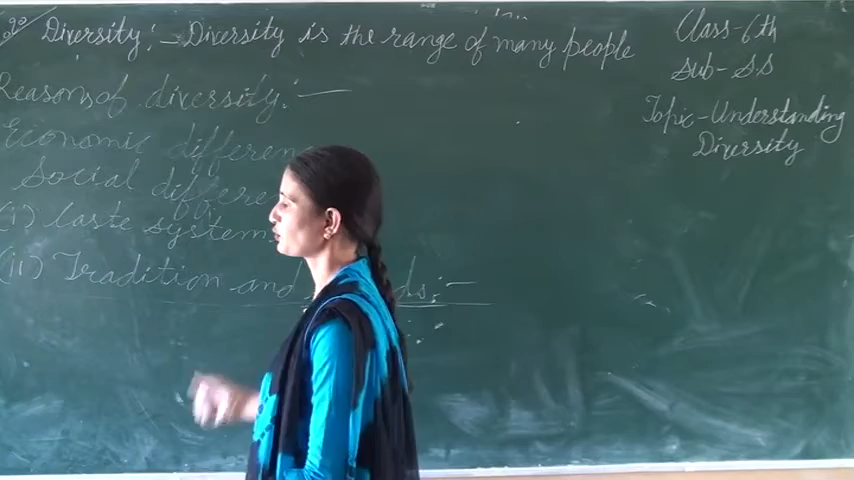 Diversity:- Diversity is the range of many people
Reasons of diversity:-
Economic differen
Social differe
(i) Caste system
(ii) Tradition and ds:-
Class-6th
Sub-S.S
Topic-Understanding
Diversity